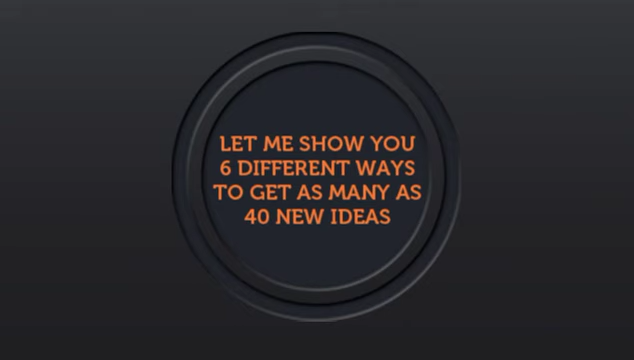 LET ME SHOW YOU
6 DIFFERENT WAYS
TO GET AS MANY AS
40 NEW IDEAS